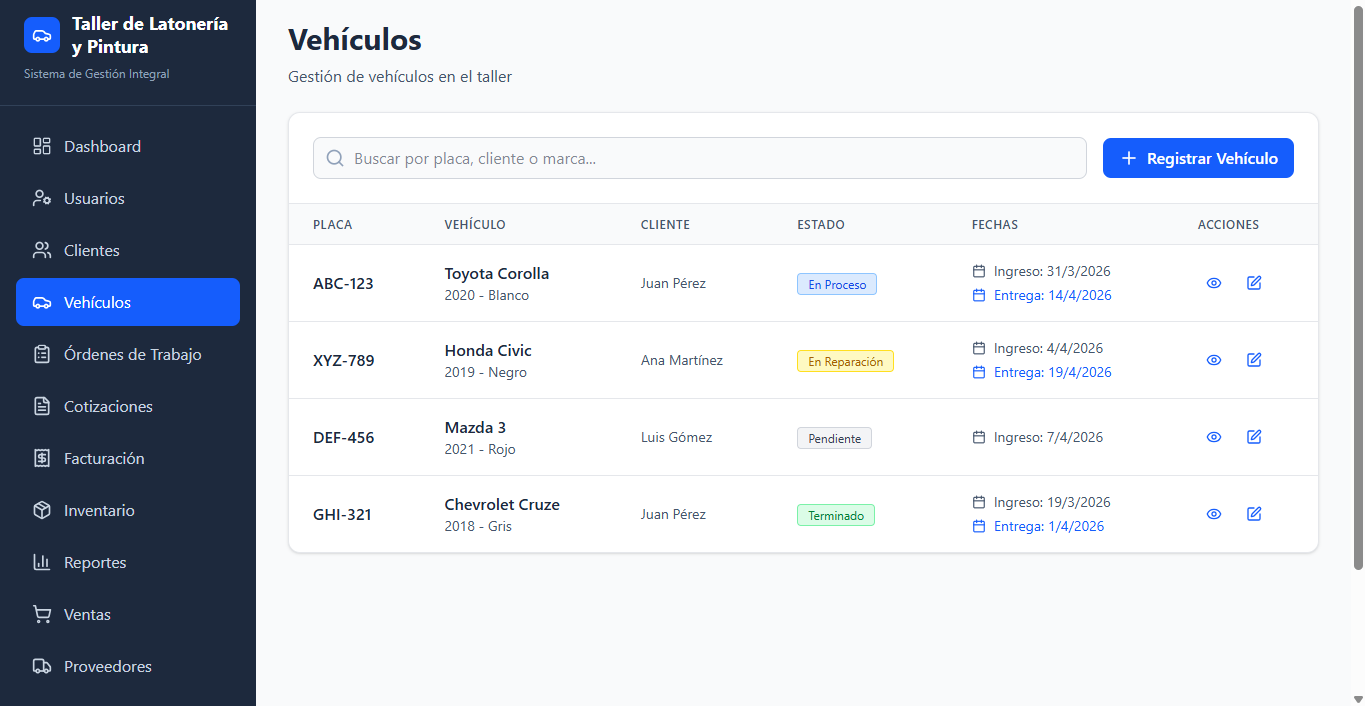 Taller de Latonería
y Pintura
Sistema de Gestión Integral
Dashboard
Usuarios
Clientes
Vehículos
Órdenes de Trabajo
Cotizaciones
Facturación
Inventario
Reportes
Ventas
Proveedores
Vehículos
Gestión de vehículos en el taller
Buscar por placa, cliente o marca...
Registrar Vehículo
PLACA VEHÍCULO CLIENTE ESTADO FECHAS ACCIONES
ABC-123
Toyota Corolla
2020 - Blanco
Juan Pérez
En Proceso
Ingreso: 31/3/2026
Entrega: 14/4/2026
XYZ-789
Honda Civic
2019 - Negro
Ana Martínez
En Reparación
Ingreso: 4/4/2026
Entrega: 19/4/2026
DEF-456
Mazda 3
2021 - Rojo
Luis Gómez
Pendiente
Ingreso: 7/4/2026
GHI-321
Chevrolet Cruze
2018 - Gris
Juan Pérez
Terminado
Ingreso: 19/3/2026
Entrega: 1/4/2026